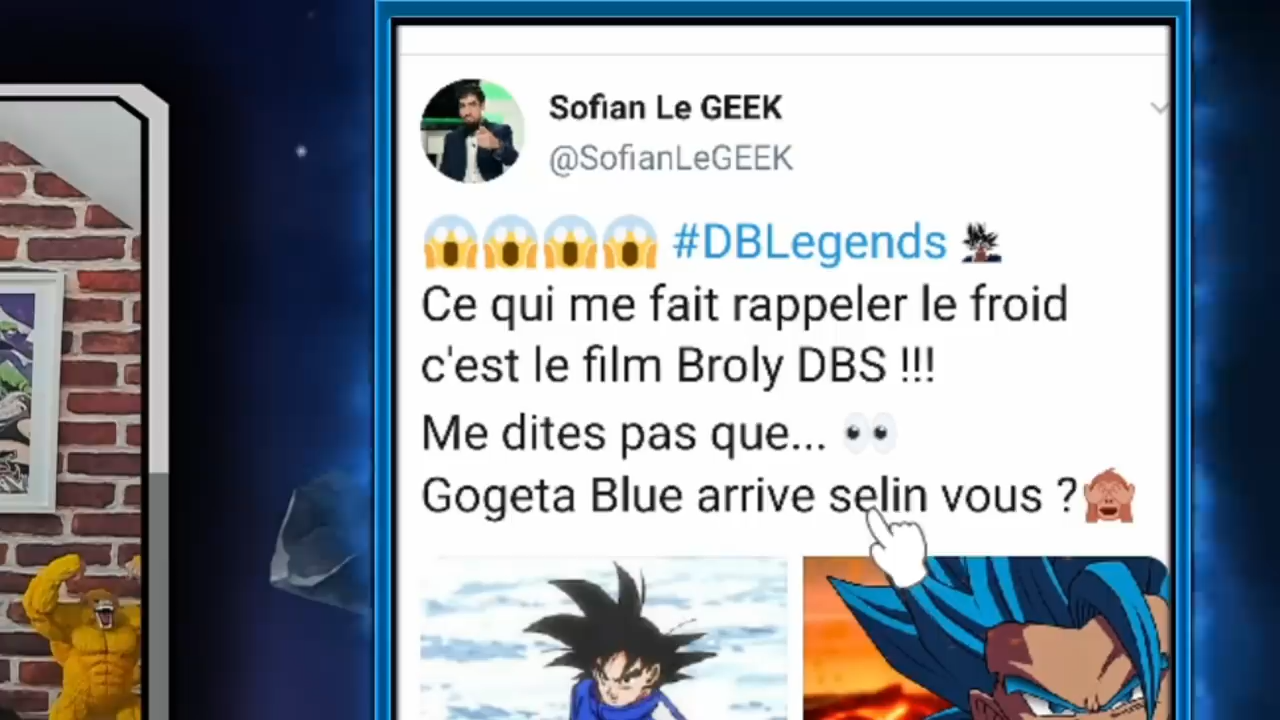 Sofian Le GEEK
@SofianLeGEEK
😱😱😱😱 #DBLegends
Ce qui me fait rappeler le froid
c'est le film Broly DBS !!!
Me dites pas que... 👀
Gogeta Blue arrive selin vous ?🙈